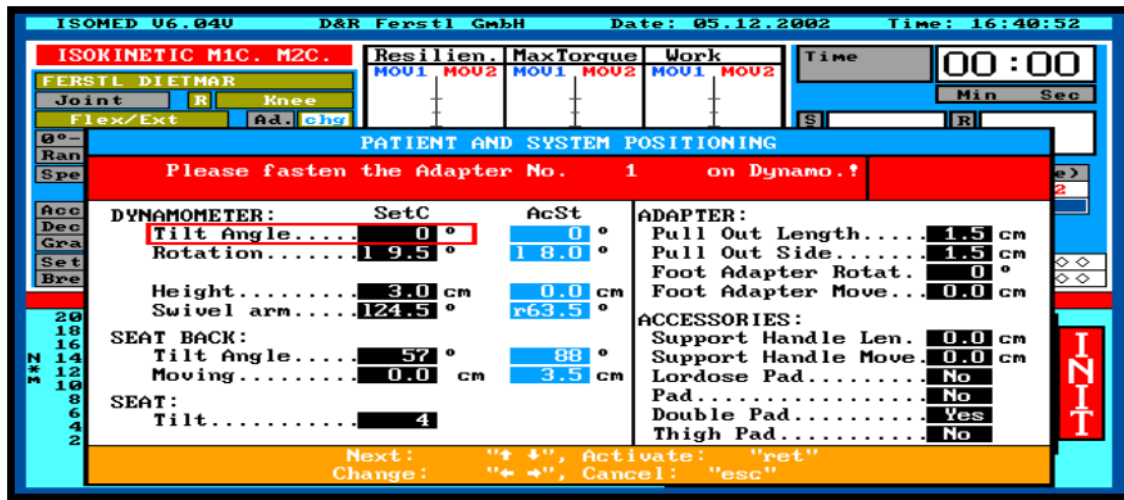 ISOMED V6.04V D&R Ferstl GmbH Date: 05.12.2002 Time: 16:40:52
ISOKINETIC M1C. M2C. Resilien. MaxTorque Work Time 00:00
MOV1 MOV2 MOV1 MOV2 MOV1 MOV2
FERSTL DIETMAR
Joint R Knee Min Sec
Flex/Ext Ad. chg S R
0°-
PATIENT AND SYSTEM POSITIONING
Ran
Spe Please fasten the Adapter No. 1 on Dynamo.! e>
2
Acc DYNAMOMETER: SetC AcSt ADAPTER:
Dec Tilt Angle..... 0 ° 0 ° Pull Out Length..... 1.5 cm
Gra Rotation.......l 9.5 ° l 8.0 ° Pull Out Side....... 1.5 cm
Set Foot Adapter Rotat. 0 °
Bre Height......... 3.0 cm 0.0 cm Foot Adapter Move... 0.0 cm
20 Swivel arm.....l24.5 ° r63.5 ° ACCESSORIES:
18
16 SEAT BACK: Support Handle Len. 0.0 cm
N 14 Tilt Angle..... 57 ° 88 ° Support Handle Move. 0.0 cm
* 12 Moving......... 0.0 cm 3.5 cm Lordose Pad......... No
M 10 Pad................. No
8 SEAT: Double Pad.......... Yes
6 Tilt........... 4 Thigh Pad........... No
4
2
INIT
Next: "↑ ↓", Activate: "ret"
Change: "← →", Cancel: "esc"